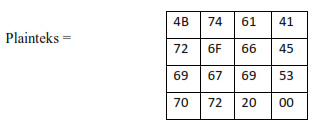 Plainteks =
4B 74 61 41
72 6F 66 45
69 67 69 53
70 72 20 00